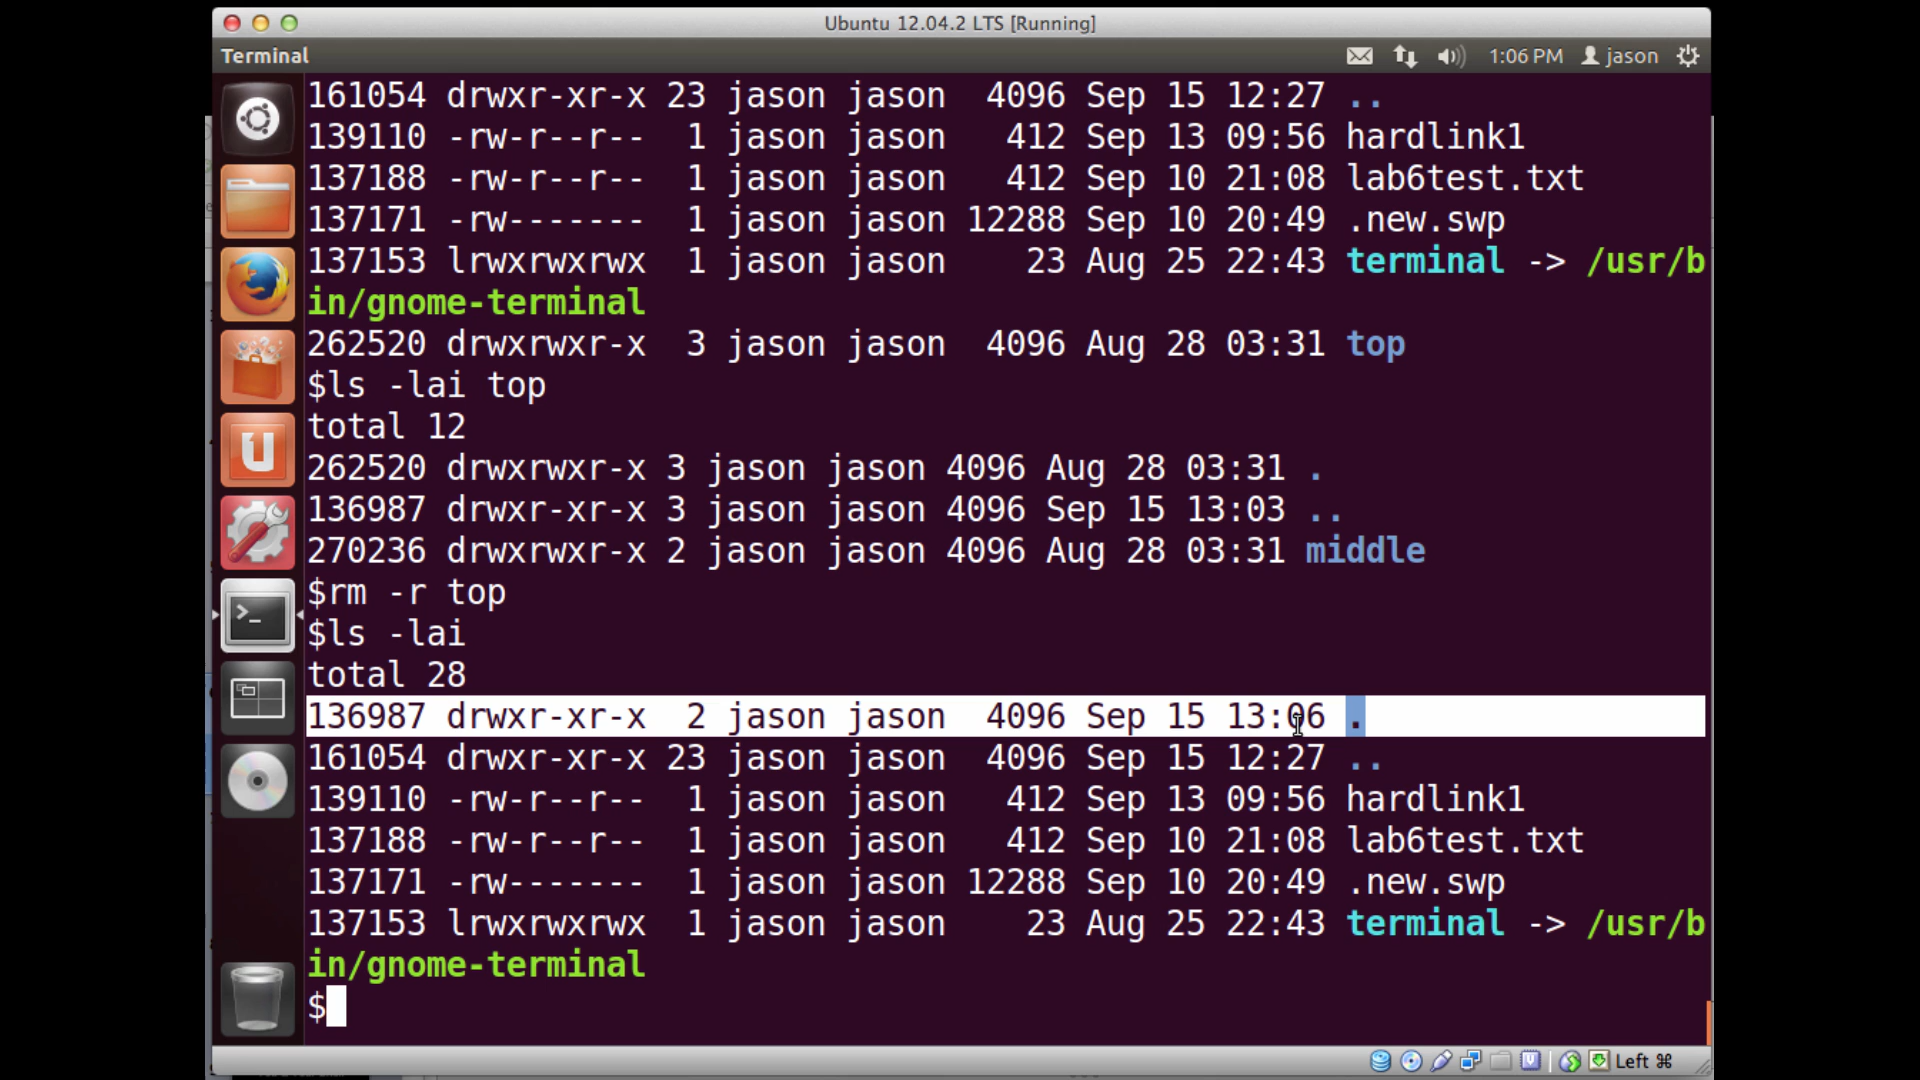 Ubuntu 12.04.2 LTS [Running]
Terminal
1:06 PM jason
161054 drwxr-xr-x 23 jason jason  4096 Sep 15 12:27 ..
139110 -rw-r--r--  1 jason jason   412 Sep 13 09:56 hardlink1
137188 -rw-r--r--  1 jason jason   412 Sep 10 21:08 lab6test.txt
137171 -rw-------  1 jason jason 12288 Sep 10 20:49 .new.swp
137153 lrwxrwxrwx  1 jason jason    23 Aug 25 22:43 terminal -> /usr/b
in/gnome-terminal
262520 drwxrwxr-x  3 jason jason  4096 Aug 28 03:31 top
$ls -lai top
total 12
262520 drwxrwxr-x 3 jason jason 4096 Aug 28 03:31 .
136987 drwxr-xr-x 3 jason jason 4096 Sep 15 13:03 ..
270236 drwxrwxr-x 2 jason jason 4096 Aug 28 03:31 middle
$rm -r top
$ls -lai
total 28
136987 drwxr-xr-x  2 jason jason  4096 Sep 15 13:06 .
161054 drwxr-xr-x 23 jason jason  4096 Sep 15 12:27 ..
139110 -rw-r--r--  1 jason jason   412 Sep 13 09:56 hardlink1
137188 -rw-r--r--  1 jason jason   412 Sep 10 21:08 lab6test.txt
137171 -rw-------  1 jason jason 12288 Sep 10 20:49 .new.swp
137153 lrwxrwxrwx  1 jason jason    23 Aug 25 22:43 terminal -> /usr/b
in/gnome-terminal
$
Left ⌘